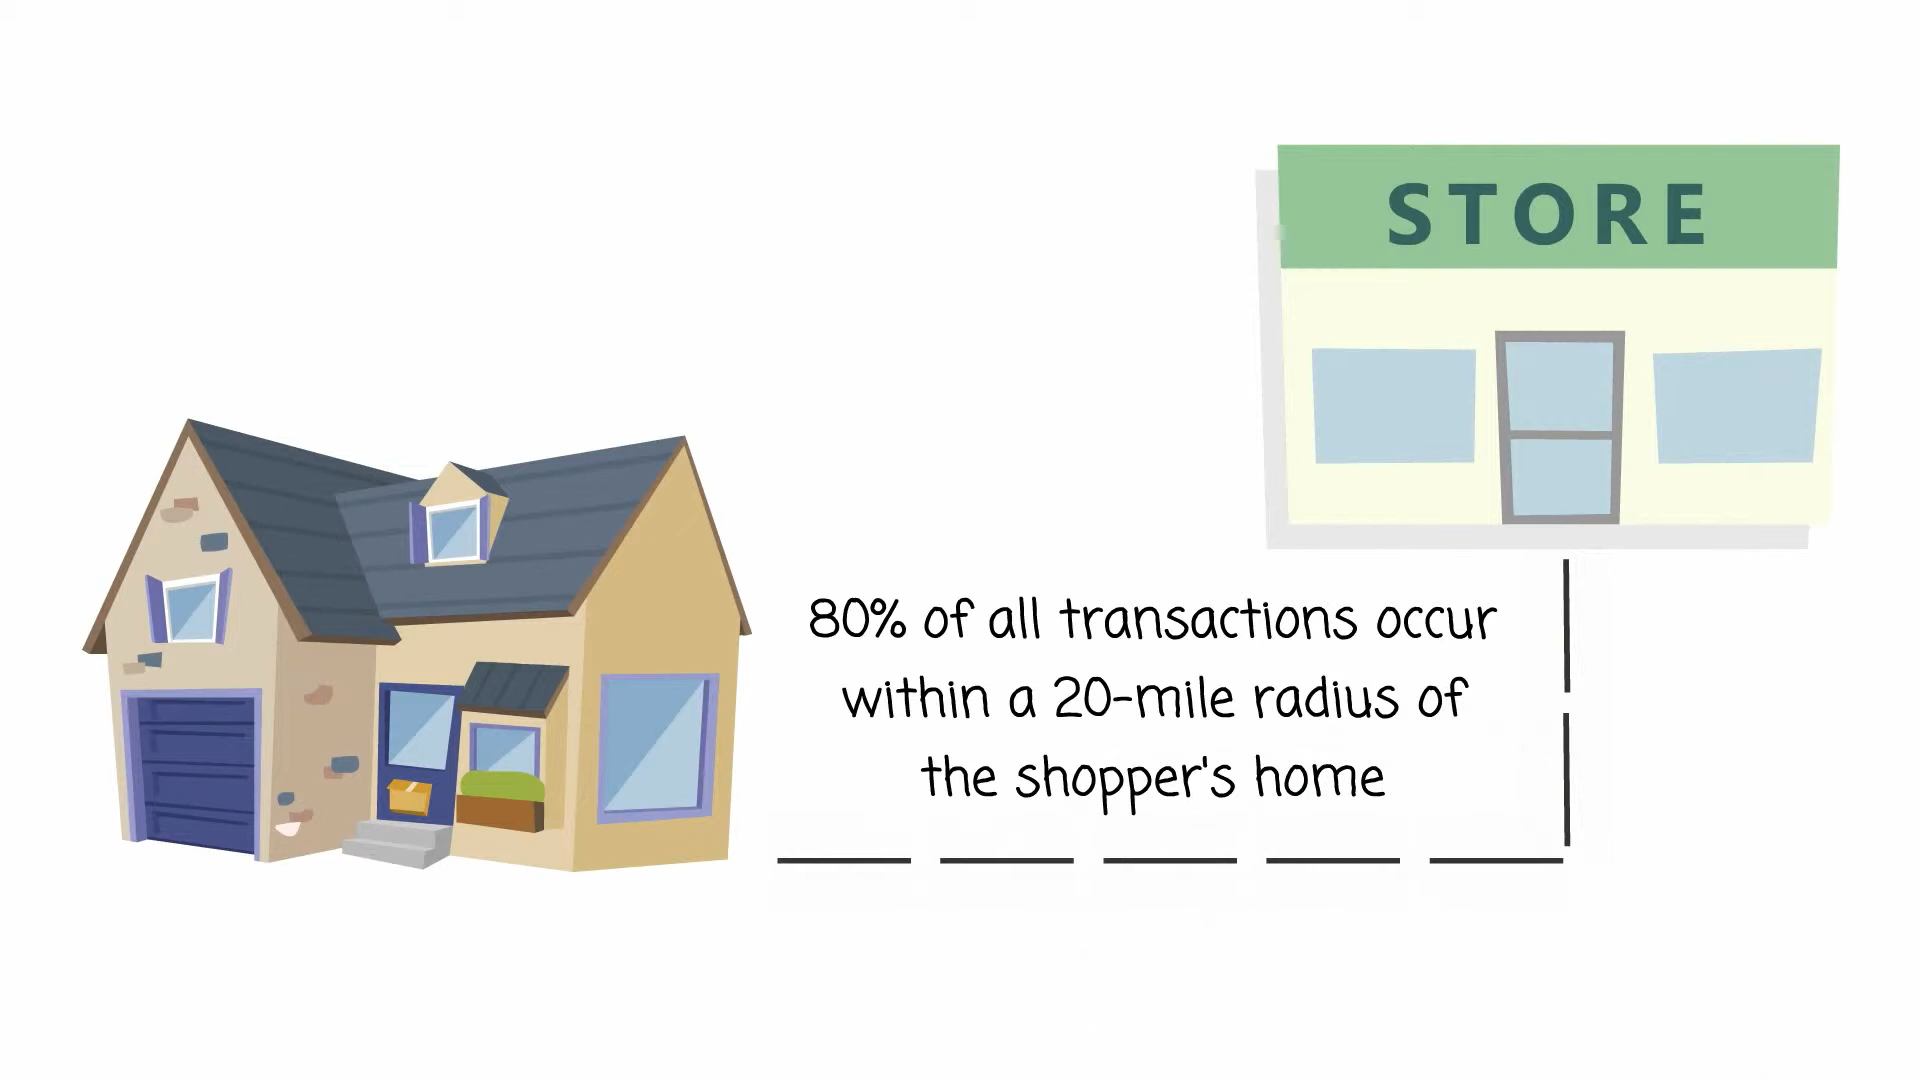 STORE
80% of all transactions occur
within a 20-mile radius of
the shopper's home